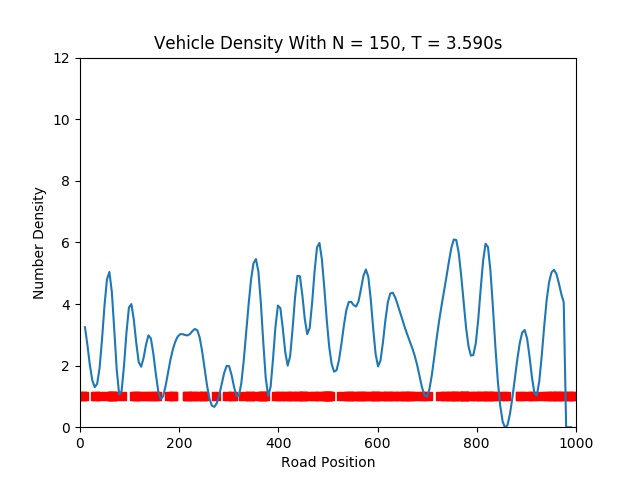 Vehicle Density With N = 150, T = 3.590s
12
10
8
6
4
2
0
Number Density
0 200 400 600 800 1000
Road Position